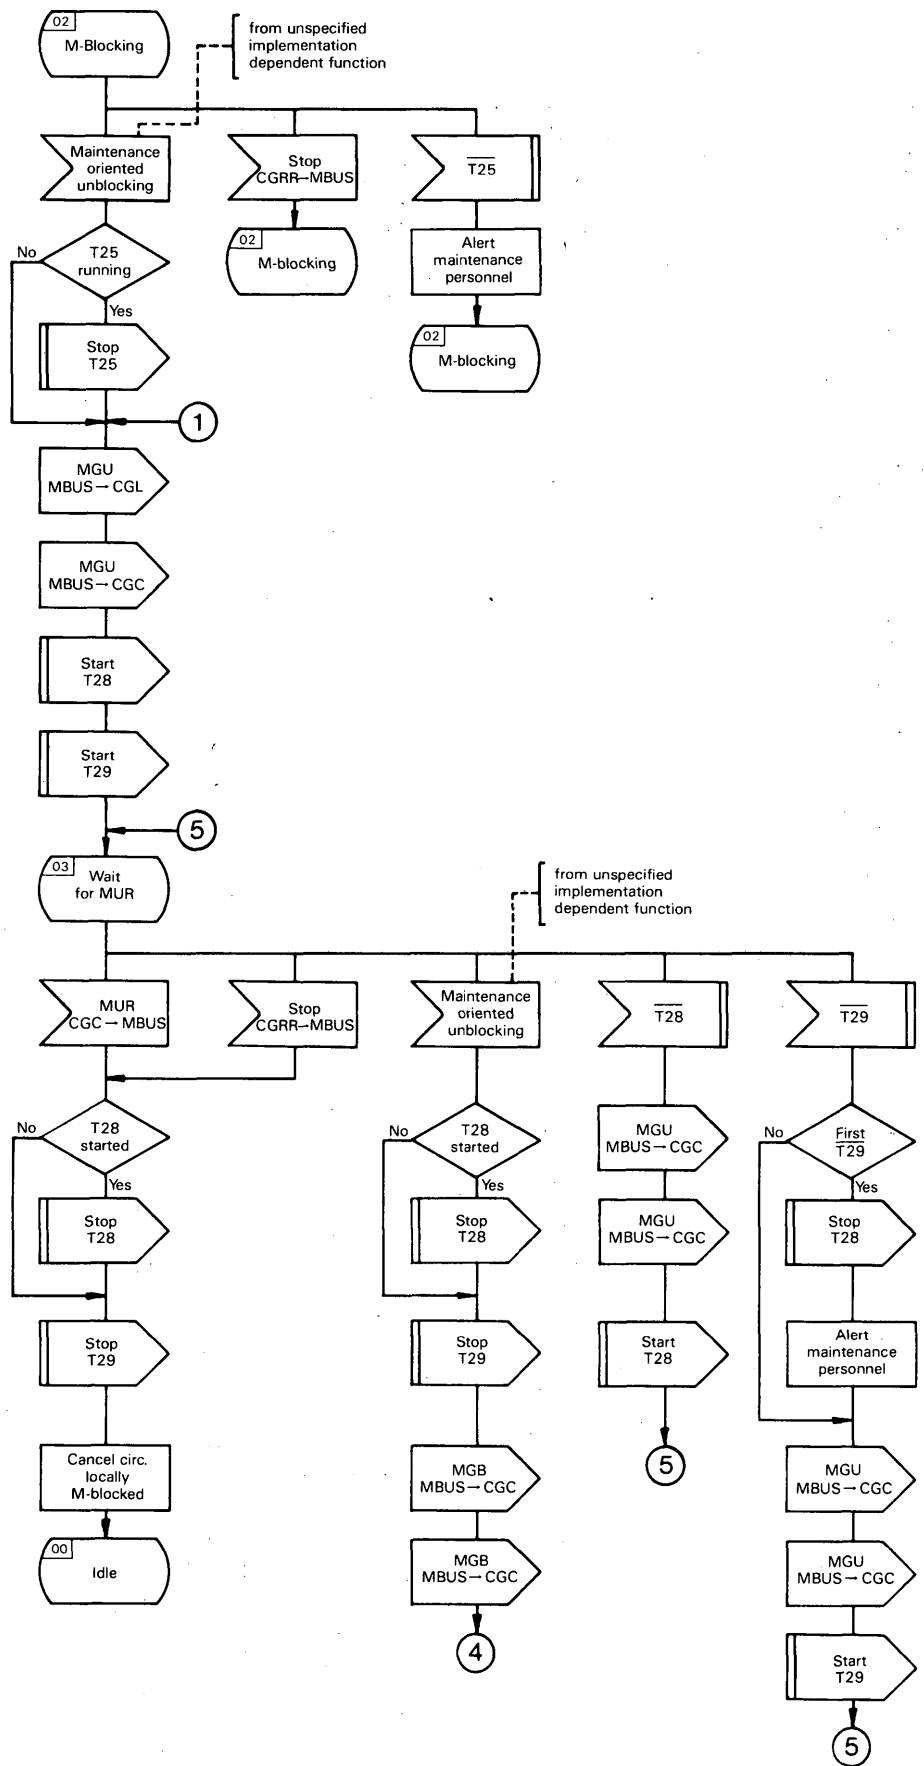 02
M-Blocking
from unspecified
implementation
dependent function
Maintenance
oriented
unblocking
Stop
CGRR→MBUS
T25
No
T25
running
Yes
02
M-blocking
Alert
maintenance
personnel
Stop
T25
02
M-blocking
1
MGU
MBUS→CGL
MGU
MBUS→CGC
Start
T28
Start
T29
5
03
Wait
for MUR
from unspecified
implementation
dependent function
MUR
CGC→MBUS
Stop
CGRR→MBUS
Maintenance
oriented
unblocking
T28
T29
No
T28
started
Yes
No
T28
started
Yes
MGU
MBUS→CGC
No
First
T29
Yes
Stop
T28
Stop
T28
MGU
MBUS→CGC
Stop
T28
Stop
T29
Stop
T29
Start
T28
Alert
maintenance
personnel
Cancel circ.
locally
M-blocked
MGB
MBUS→CGC
5
MGU
MBUS→CGC
00
Idle
MGB
MBUS→CGC
MGU
MBUS→CGC
4
Start
T29
5